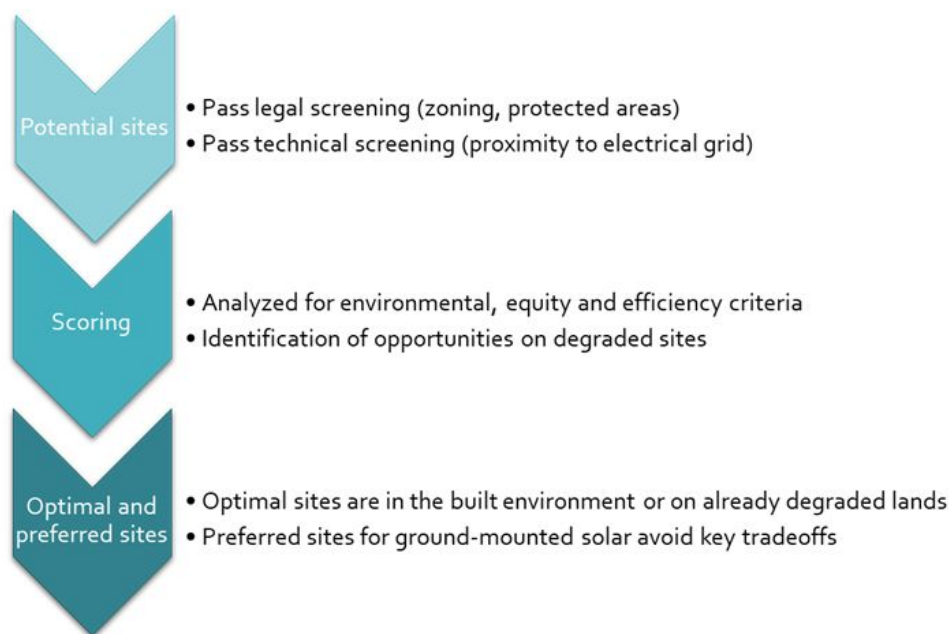 Potential sites
• Pass legal screening (zoning, protected areas)
• Pass technical screening (proximity to electrical grid)
Scoring
• Analyzed for environmental, equity and efficiency criteria
• Identification of opportunities on degraded sites
Optimal and
preferred sites
• Optimal sites are in the built environment or on already degraded lands
• Preferred sites for ground-mounted solar avoid key tradeoffs